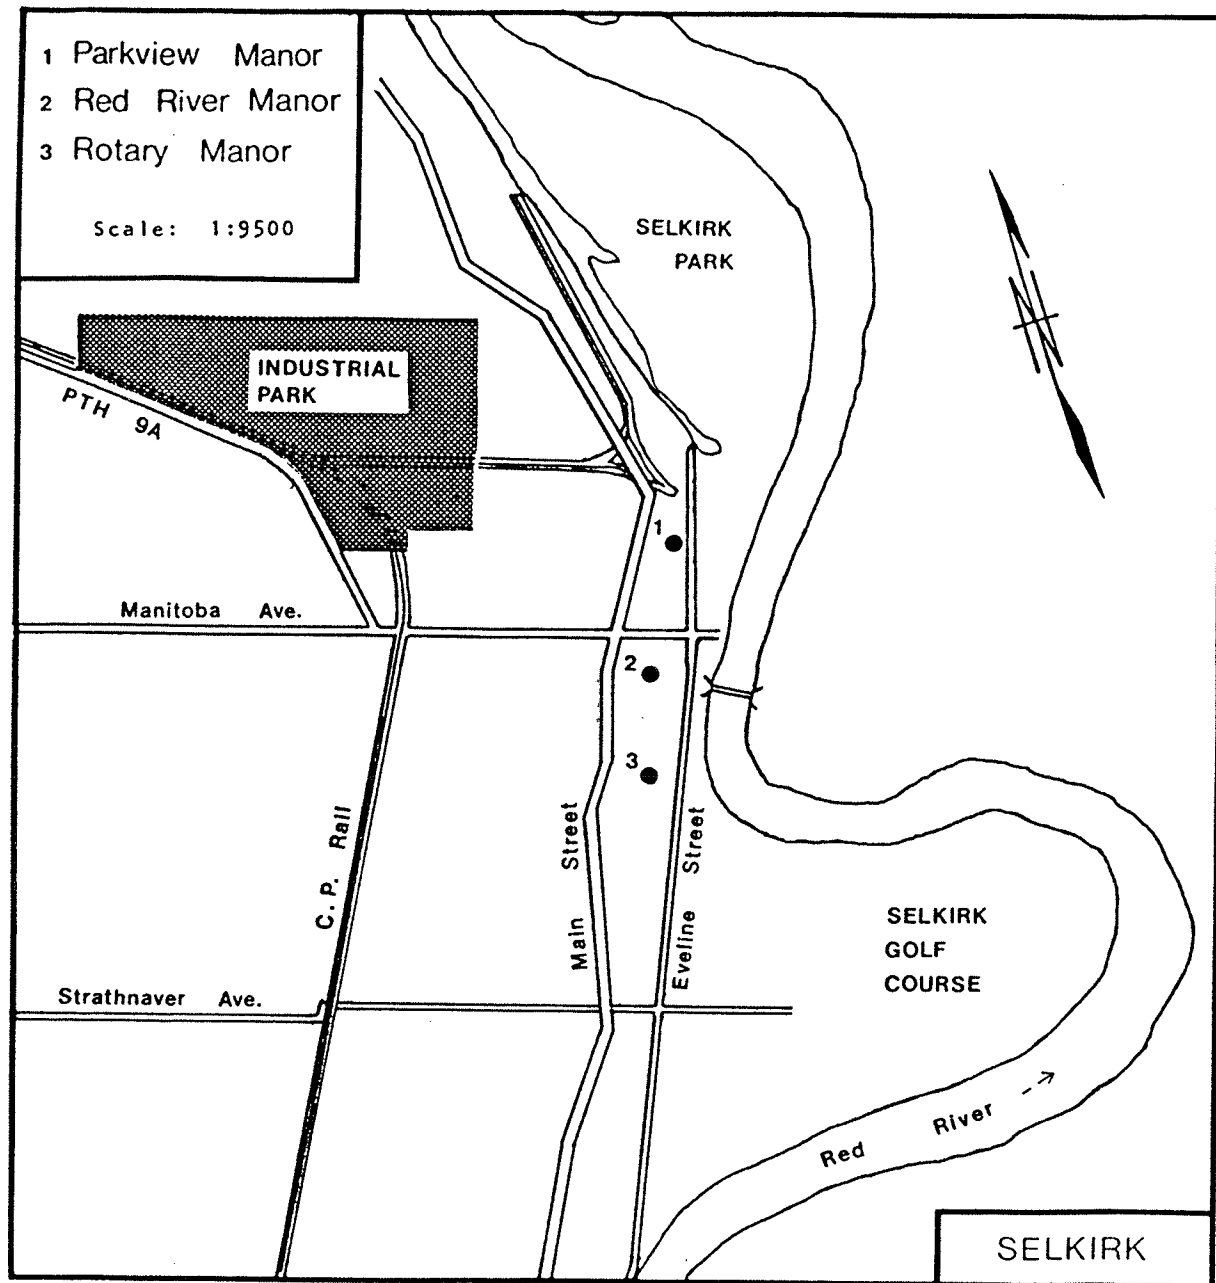 1 Parkview Manor
2 Red River Manor
3 Rotary Manor
Scale: 1:9500
SELKIRK
PARK
N
INDUSTRIAL
PARK
PTH 9A
1
Manitoba Ave.
2
3
C.P. Rail
Main Street
Eveline Street
SELKIRK
GOLF
COURSE
Strathnaver Ave.
Red River
SELKIRK